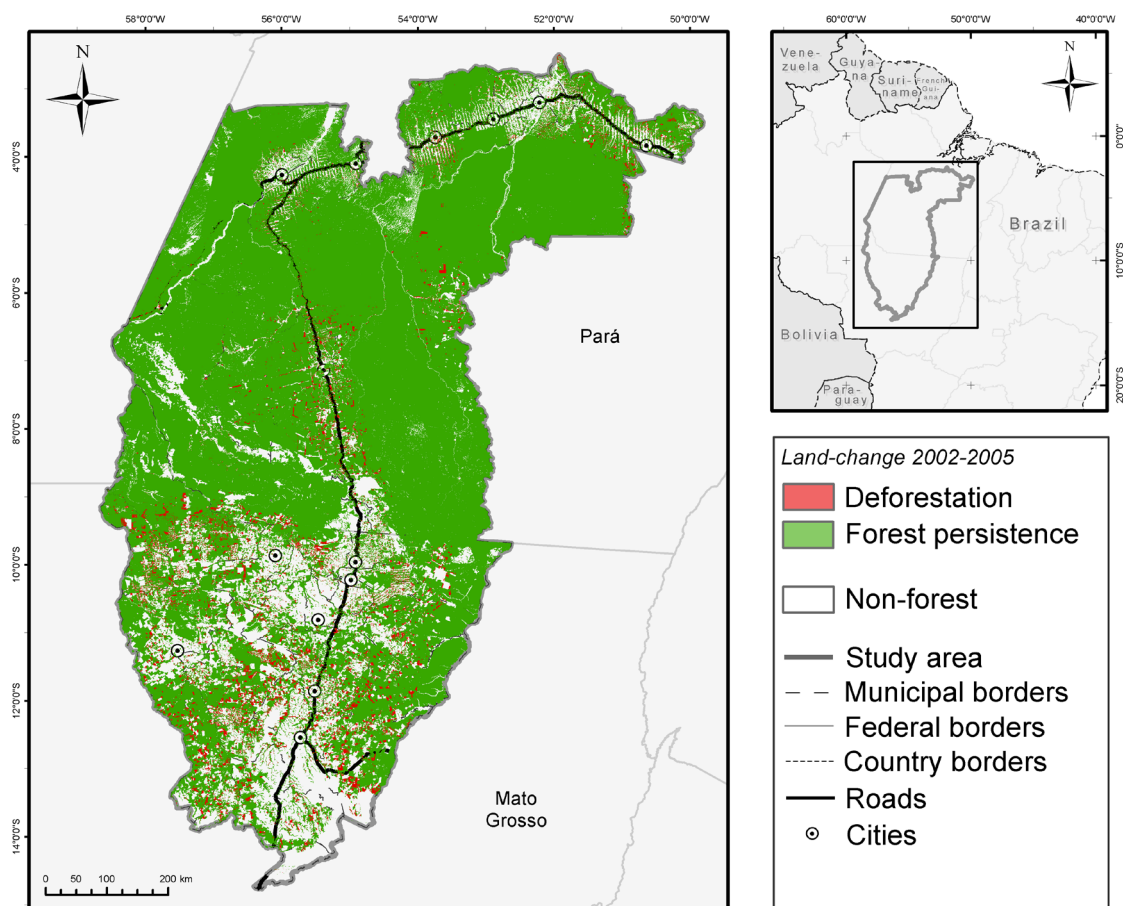 58°0'0"W
56°0'0"W
54°0'0"W
52°0'0"W
50°0'0"W
N
4°0'0"S
6°0'0"S
8°0'0"S
10°0'0"S
12°0'0"S
14°0'0"S
Pará
Mato
Grosso
0 50 100 200 km
60°0'0"W
50°0'0"W
40°0'0"W
N
Vene-
zuela
Guya-
na
Suri-
name
French
Gui-
ana
Brazil
Bolivia
Para-
guay
0°0'0"
10°0'0"S
20°0'0"S
Land-change 2002-2005
Deforestation
Forest persistence
Non-forest
Study area
Municipal borders
Federal borders
Country borders
Roads
Cities